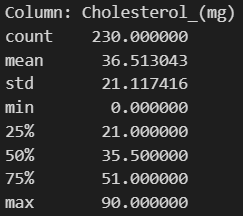 Column: Cholesterol_(mg)
count    230.000000
mean      36.513043
std       21.117416
min        0.000000
25%       21.000000
50%       35.500000
75%       51.000000
max       90.000000